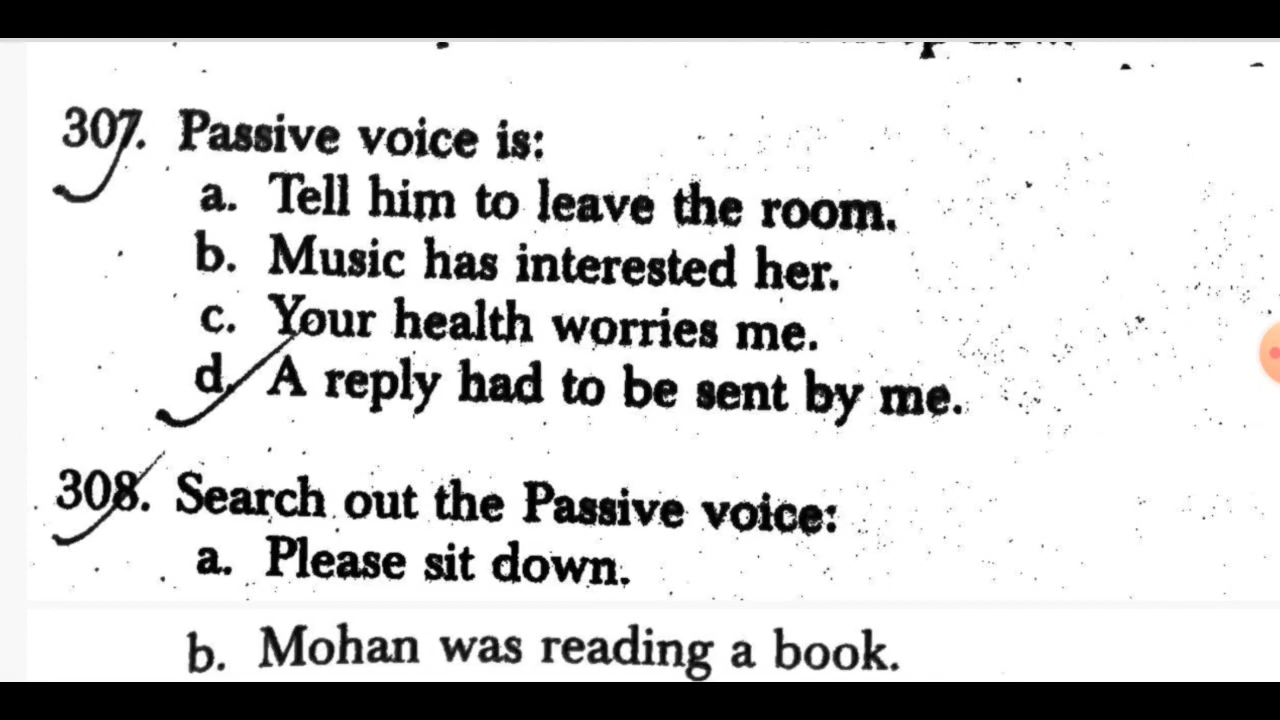 307. Passive voice is:
a. Tell him to leave the room.
b. Music has interested her.
c. Your health worries me.
d. A reply had to be sent by me.
308. Search out the Passive voice:
a. Please sit down.
b. Mohan was reading a book.